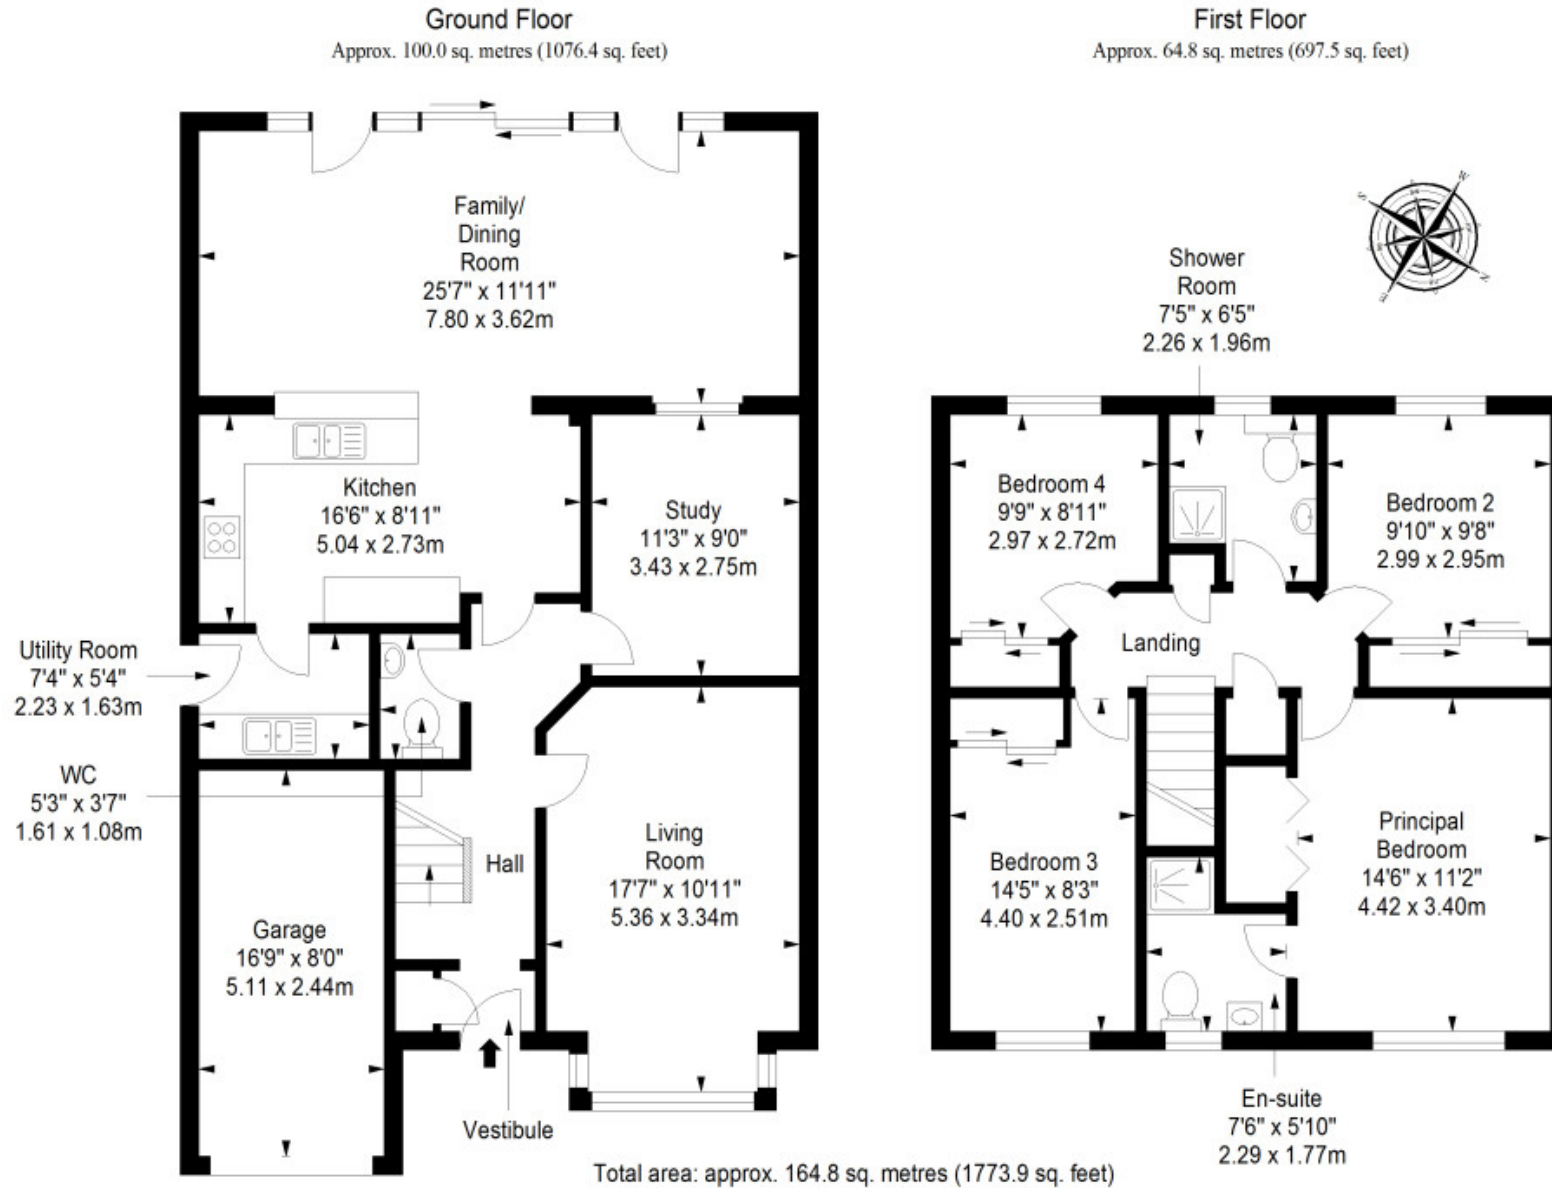 Ground Floor
Approx. 100.0 sq. metres (1076.4 sq. feet)
Family/
Dining
Room
25'7" x 11'11"
7.80 x 3.62m
Kitchen
16'6" x 8'11"
5.04 x 2.73m
Study
11'3" x 9'0"
3.43 x 2.75m
Utility Room
7'4" x 5'4"
2.23 x 1.63m
WC
5'3" x 3'7"
1.61 x 1.08m
Living
Room
17'7" x 10'11"
5.36 x 3.34m
Hall
Garage
16'9" x 8'0"
5.11 x 2.44m
Vestibule
First Floor
Approx. 64.8 sq. metres (697.5 sq. feet)
W
S
N
E
Shower
Room
7'5" x 6'5"
2.26 x 1.96m
Bedroom 4
9'9" x 8'11"
2.97 x 2.72m
Bedroom 2
9'10" x 9'8"
2.99 x 2.95m
Landing
Bedroom 3
14'5" x 8'3"
4.40 x 2.51m
Principal
Bedroom
14'6" x 11'2"
4.42 x 3.40m
En-suite
7'6" x 5'10"
2.29 x 1.77m
Total area: approx. 164.8 sq. metres (1773.9 sq. feet)